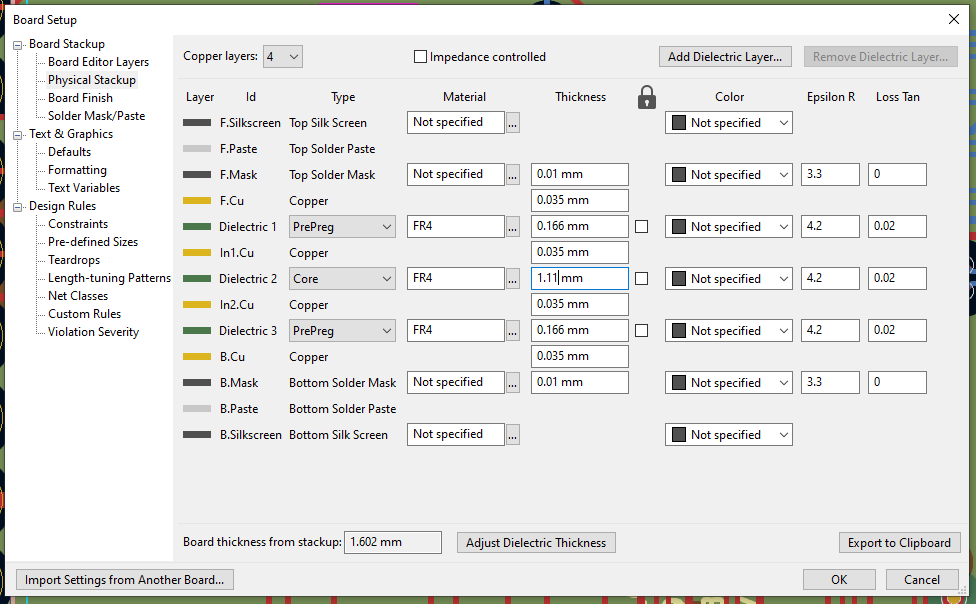 Board Setup
Board Stackup
Board Editor Layers
Physical Stackup
Board Finish
Solder Mask/Paste
Text & Graphics
Defaults
Formatting
Text Variables
Design Rules
Constraints
Pre-defined Sizes
Teardrops
Length-tuning Patterns
Net Classes
Custom Rules
Violation Severity
Copper layers: 4 Impedance controlled Add Dielectric Layer... Remove Dielectric Layer...
Layer Id Type Material Thickness Color Epsilon R Loss Tan
F.Silkscreen Top Silk Screen Not specified ... Not specified
F.Paste Top Solder Paste
F.Mask Top Solder Mask Not specified ... 0.01 mm Not specified 3.3 0
F.Cu Copper 0.035 mm
Dielectric 1 PrePreg FR4 ... 0.166 mm Not specified 4.2 0.02
In1.Cu Copper 0.035 mm
Dielectric 2 Core FR4 ... 1.11 mm Not specified 4.2 0.02
In2.Cu Copper 0.035 mm
Dielectric 3 PrePreg FR4 ... 0.166 mm Not specified 4.2 0.02
B.Cu Copper 0.035 mm
B.Mask Bottom Solder Mask Not specified ... 0.01 mm Not specified 3.3 0
B.Paste Bottom Solder Paste
B.Silkscreen Bottom Silk Screen Not specified ... Not specified
Board thickness from stackup: 1.602 mm Adjust Dielectric Thickness Export to Clipboard
Import Settings from Another Board... OK Cancel